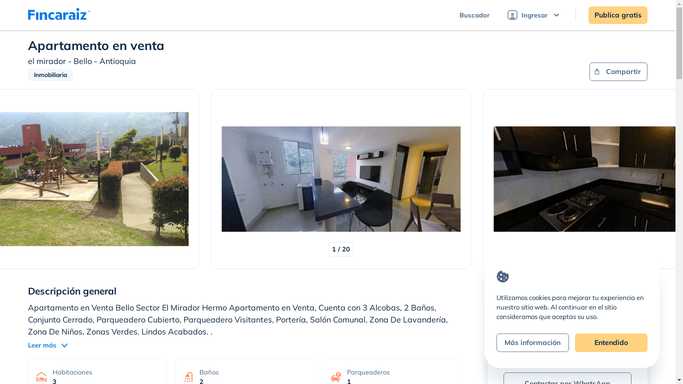 Fincaraiz
Buscador
Ingresar
Publica gratis
Apartamento en venta
el mirador - Bello - Antioquia
Inmobiliaria
Compartir
1 / 20
Descripción general
Apartamento en Venta Bello Sector El Mirador Hermo Apartamento en Venta, Cuenta con 3 Alcobas, 2 Baños,
Conjunto Cerrado, Parqueadero Cubierto, Parqueadero Visitantes, Portería, Salón Comunal, Zona De Lavandería,
Zona De Niños, Zonas Verdes, Lindos Acabados. .
Leer más
Habitaciones
3
Baños
2
Parqueaderos
1
Utilizamos cookies para mejorar tu experiencia en
nuestro sitio web. Al continuar en el sitio
consideramos que aceptas su uso.
Más información
Entendido
Contactar por WhatsApp